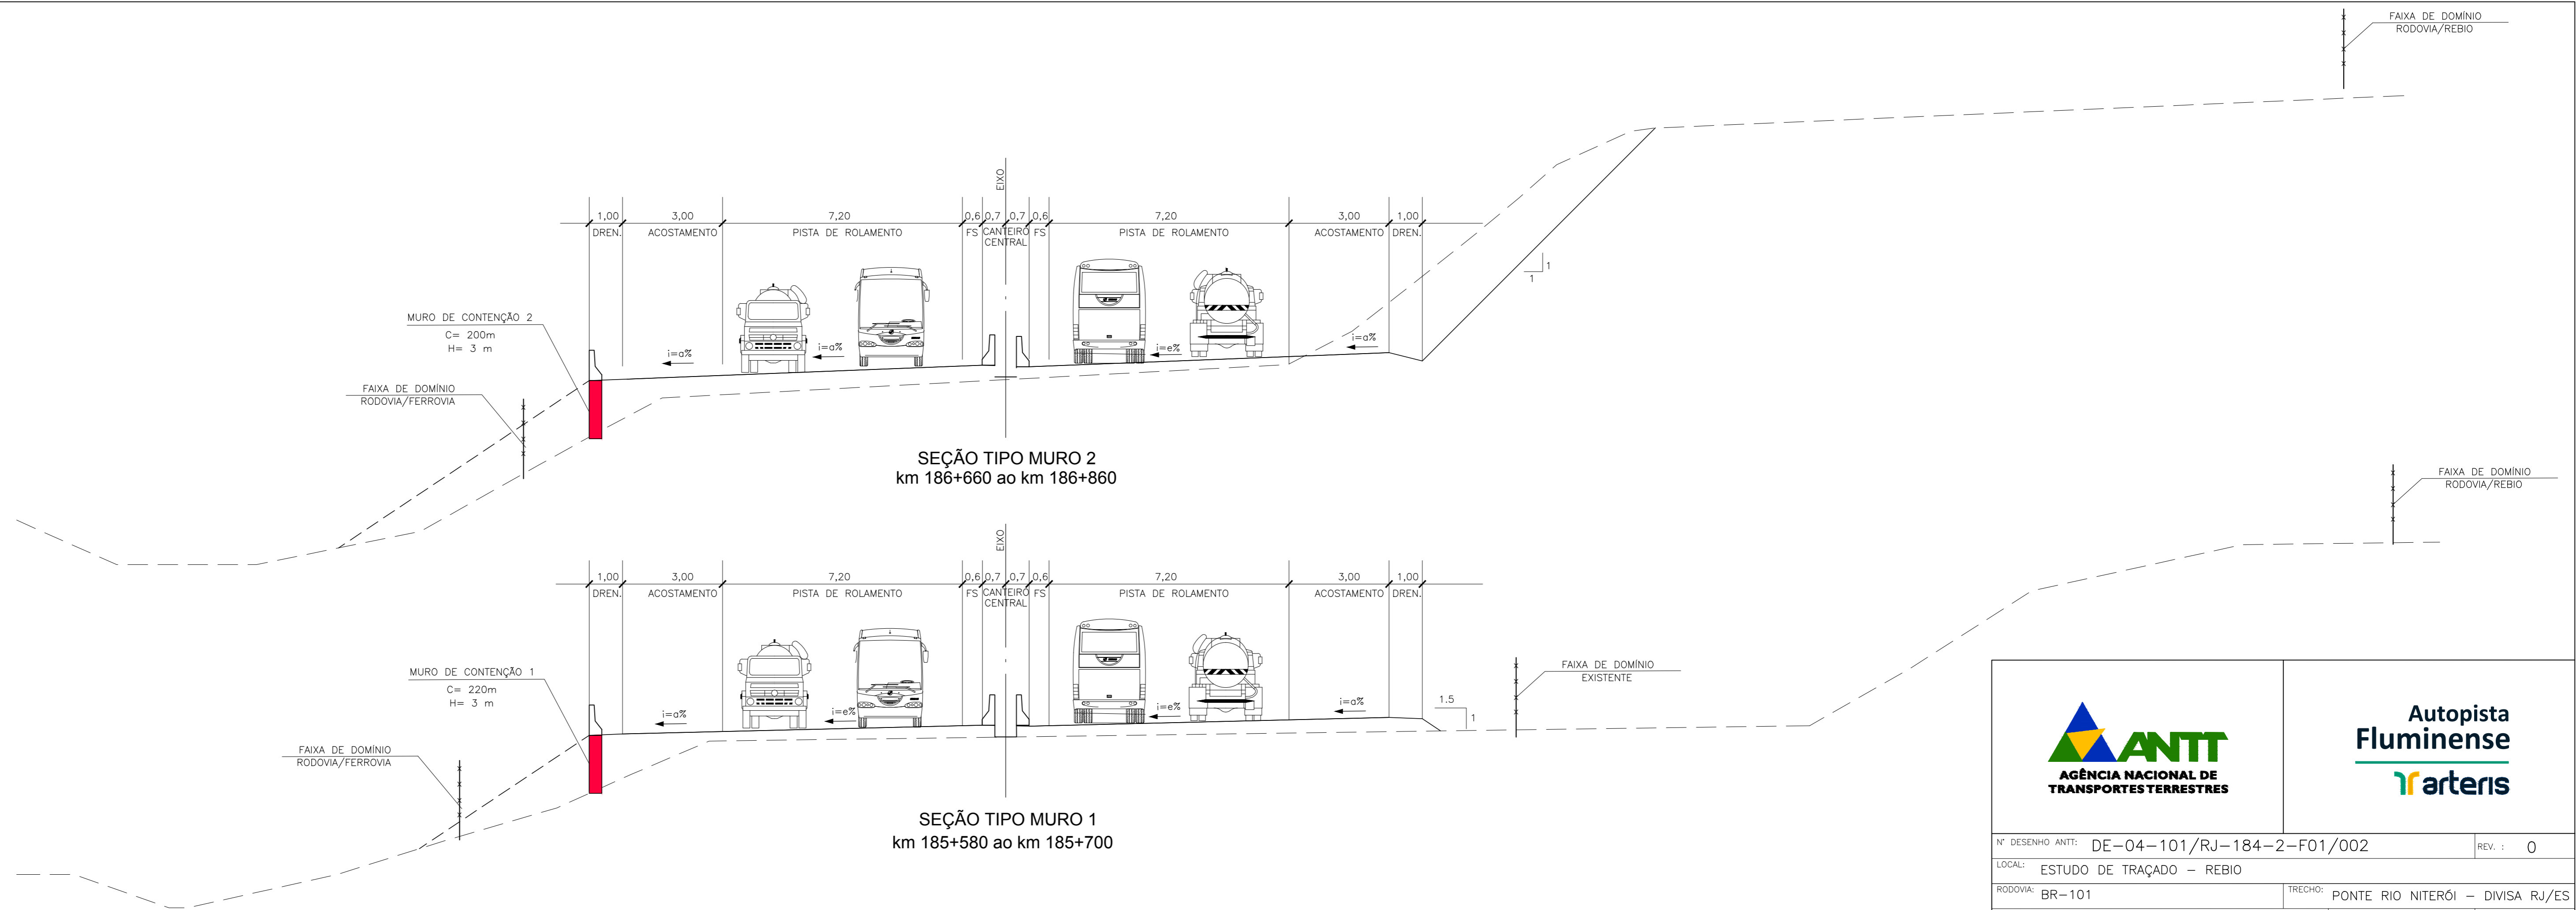 FAIXA DE DOMÍNIO
RODOVIA/REBIO
EIXO
1,00 3,00 7,20 0,6 0,7 0,7 0,6 7,20 3,00 1,00
DREN. ACOSTAMENTO PISTA DE ROLAMENTO FS CANTEIRO FS PISTA DE ROLAMENTO ACOSTAMENTO DREN.
CENTRAL
1
1
MURO DE CONTENÇÃO 2
C= 200m
H= 3 m
i=a% i=a% i=e% i=a%
FAIXA DE DOMÍNIO
RODOVIA/FERROVIA
SEÇÃO TIPO MURO 2
km 186+660 ao km 186+860
FAIXA DE DOMÍNIO
RODOVIA/REBIO
EIXO
1,00 3,00 7,20 0,6 0,7 0,7 0,6 7,20 3,00 1,00
DREN. ACOSTAMENTO PISTA DE ROLAMENTO FS CANTEIRO FS PISTA DE ROLAMENTO ACOSTAMENTO DREN.
CENTRAL
MURO DE CONTENÇÃO 1
C= 220m
H= 3 m
FAIXA DE DOMÍNIO
EXISTENTE
i=a% i=e% i=e% i=a%
1.5
1
FAIXA DE DOMÍNIO
RODOVIA/FERROVIA
SEÇÃO TIPO MURO 1
km 185+580 ao km 185+700
ANTT
AGÊNCIA NACIONAL DE
TRANSPORTES TERRESTRES
Autopista
Fluminense
arteris
N° DESENHO ANTT: DE-04-101/RJ-184-2-F01/002 REV. : 0
LOCAL: ESTUDO DE TRAÇADO - REBIO
RODOVIA: BR-101 TRECHO: PONTE RIO NITERÓI - DIVISA RJ/ES